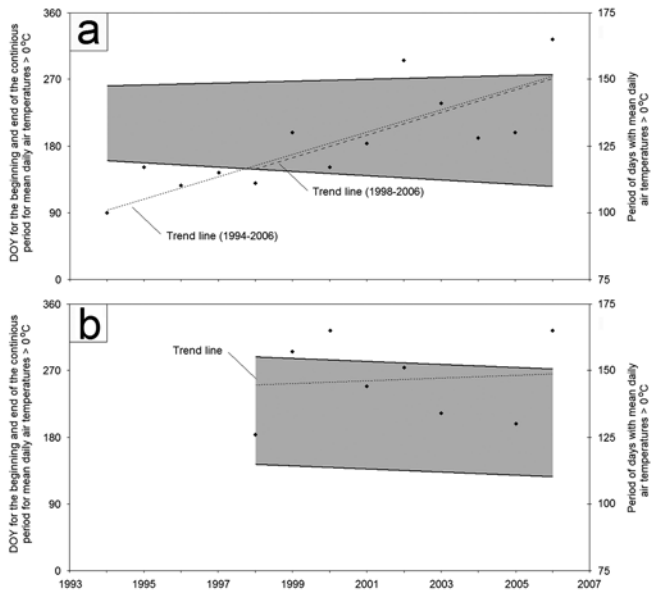 a
DOY for the beginning and end of the continious
period for mean daily air temperatures > 0°C
360
270
180
90
0
175
150
125
100
75
Period of days with mean daily
air temperatures > 0°C
Trend line (1998-2006)
Trend line (1994-2006)
b
DOY for the beginning and end of the continious
period for mean daily air temperatures > 0°C
360
270
180
90
0
175
150
125
100
75
Period of days with mean daily
air temperatures > 0°C
Trend line
1993 1995 1997 1999 2001 2003 2005 2007